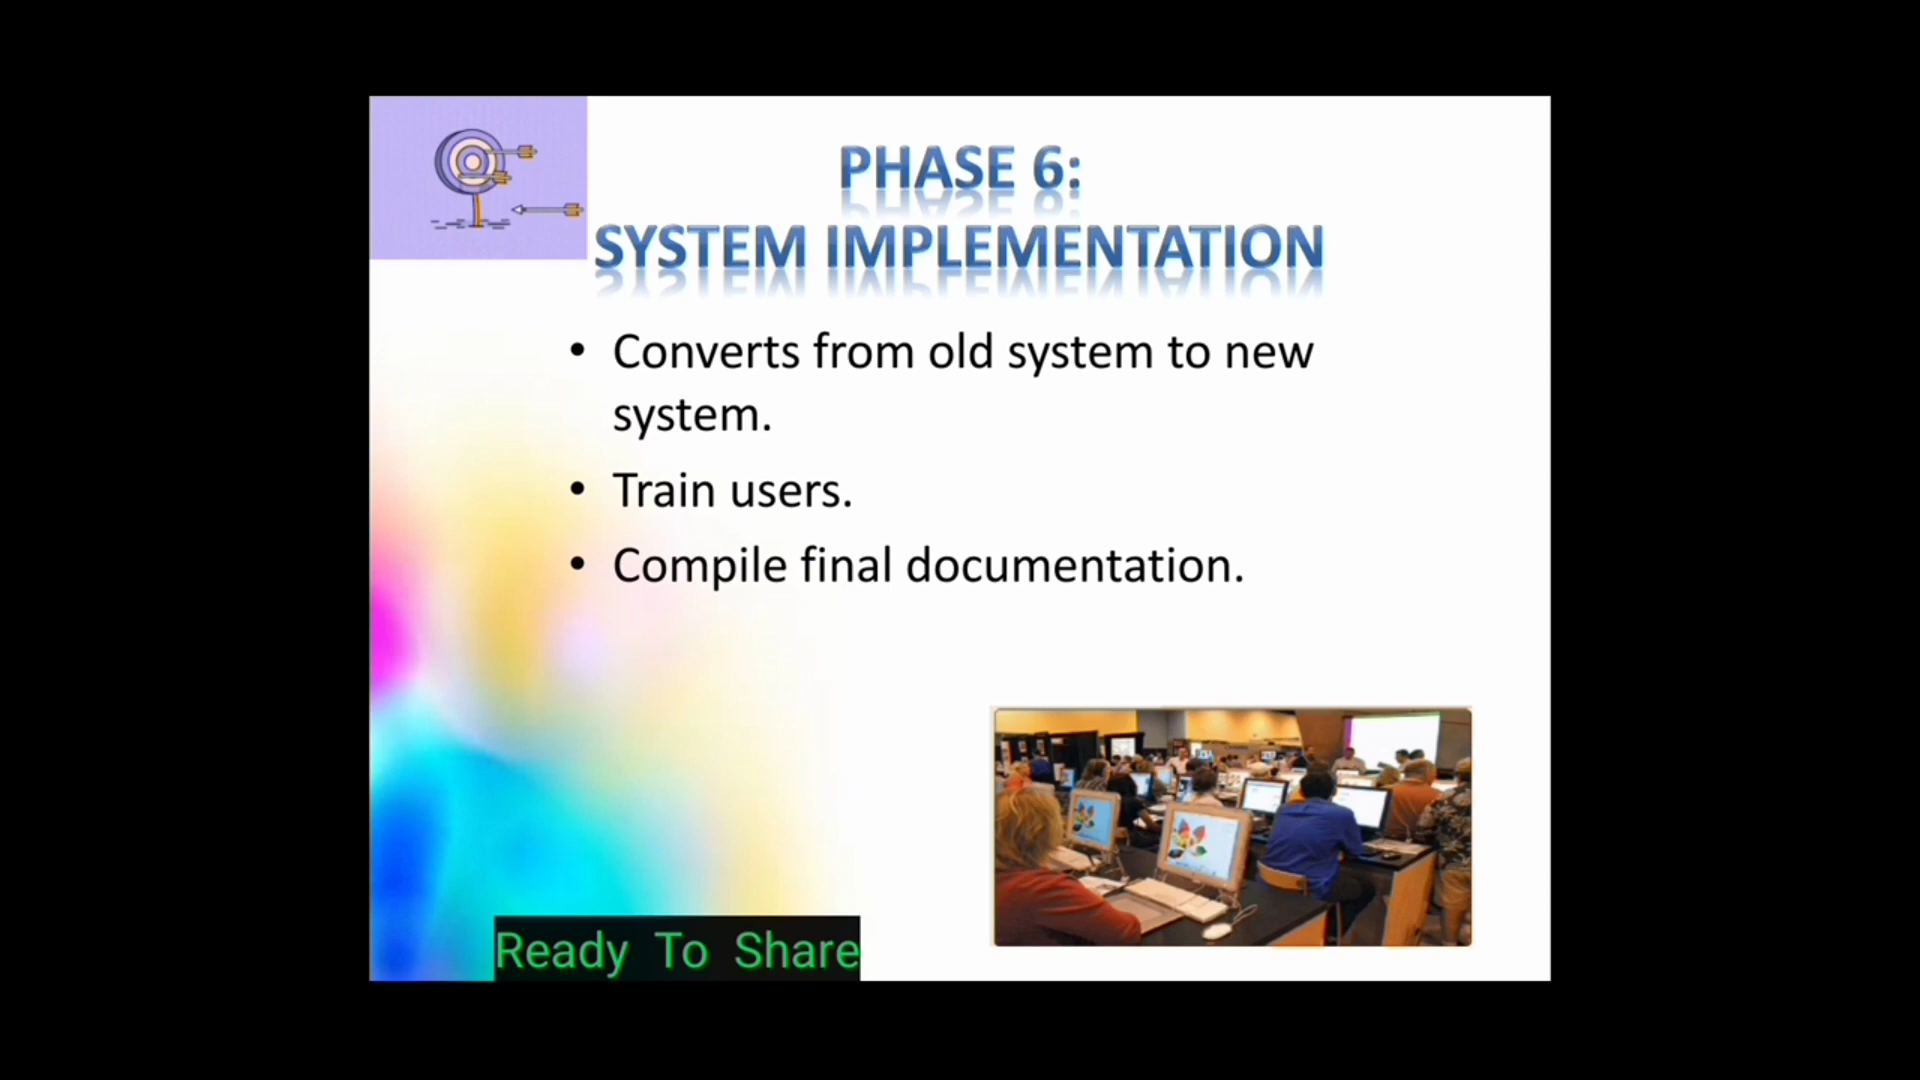 PHASE 6:
SYSTEM IMPLEMENTATION
• Converts from old system to new
system.
• Train users.
• Compile final documentation.
Ready To Share